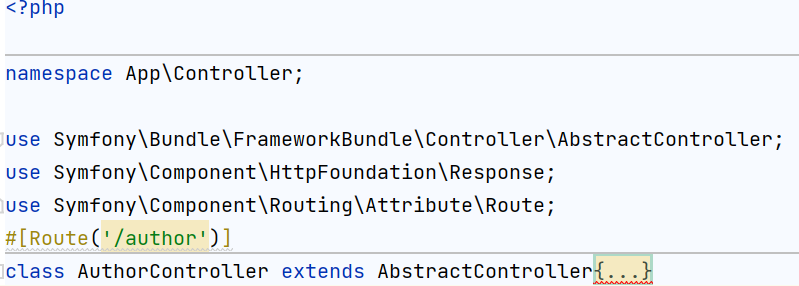 <?php
namespace App\Controller;
use Symfony\Bundle\FrameworkBundle\Controller\AbstractController;
use Symfony\Component\HttpFoundation\Response;
use Symfony\Component\Routing\Attribute\Route;
#[Route('/author')]
class AuthorController extends AbstractController{...}